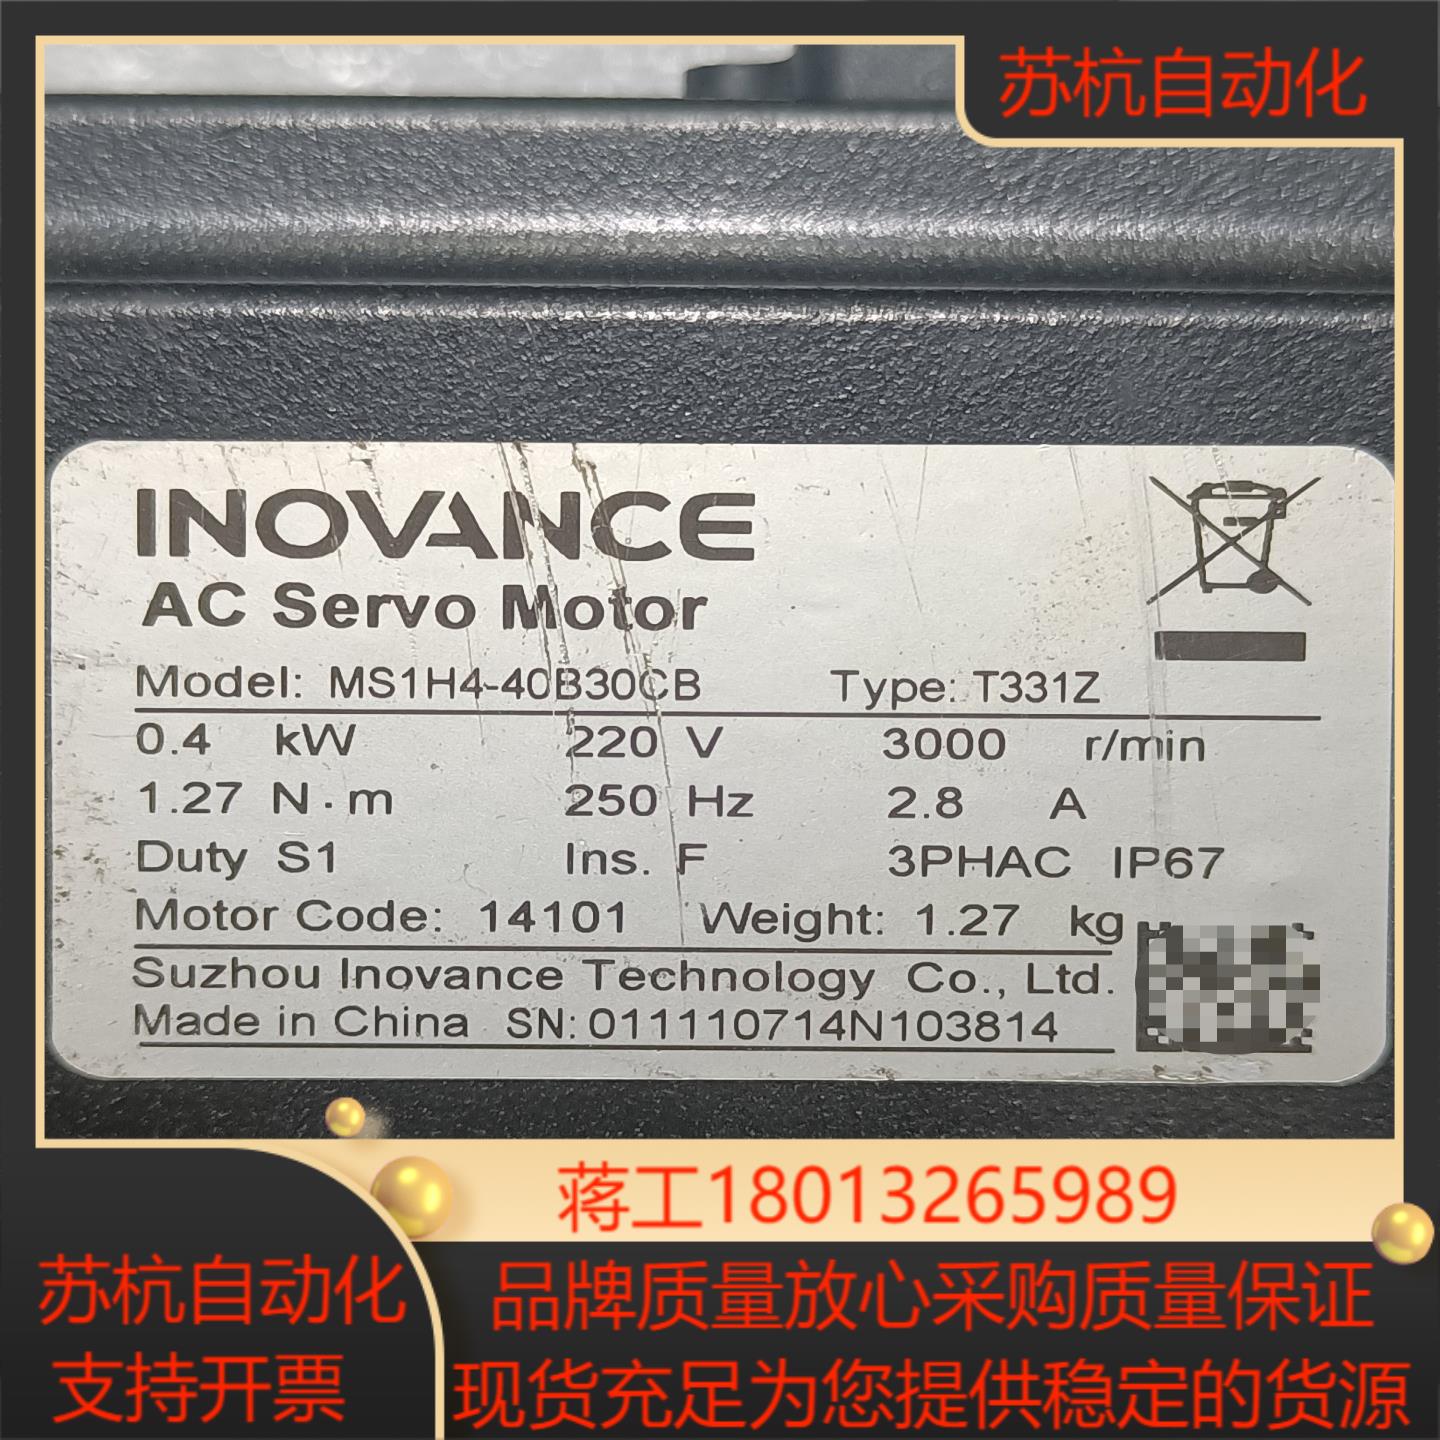 苏杭自动化
INOVANCE
AC Servo Motor
Model: MS1H4-40B30CB Type: T331Z
0.4 kW 220 V 3000 r/min
1.27 N·m 250 Hz 2.8 A
Duty S1 Ins. F 3PHAC IP67
Motor Code: 14101 Weight: 1.27 kg
Suzhou Inovance Technology Co., Ltd.
Made in China SN: 011110714N103814
蒋工18013265989
苏杭自动化
支持开票
品牌质量放心采购质量保证
现货充足为您提供稳定的货源